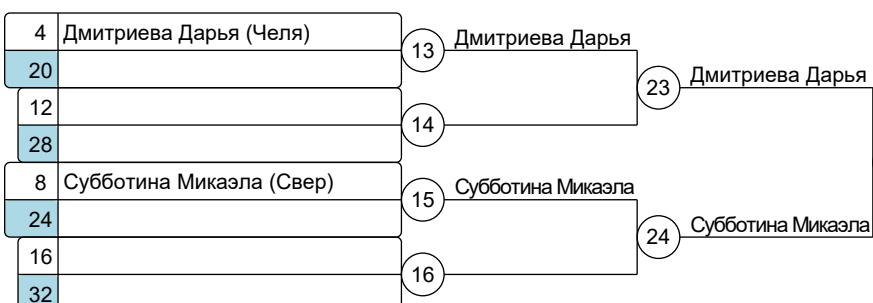 4 Дмитриева Дарья (Челя)
13 Дмитриева Дарья
20
23 Дмитриева Дарья
12
14
28
8 Субботина Микаэла (Свер)
15 Субботина Микаэла
24
24 Субботина Микаэла
16
16
32